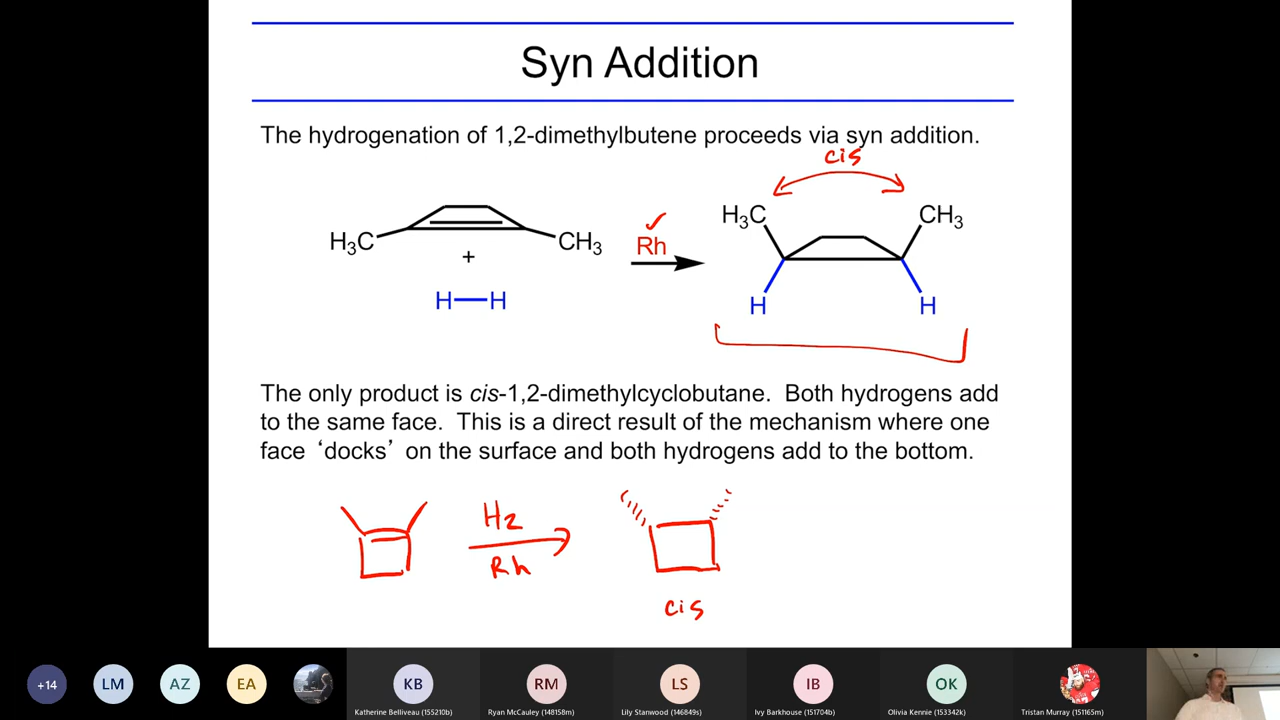 Syn Addition
The hydrogenation of 1,2-dimethylbutene proceeds via syn addition.
cis
H₃C
CH₃
+
H—H
Rh
H₃C
CH₃
H
H
The only product is cis-1,2-dimethylcyclobutane. Both hydrogens add
to the same face. This is a direct result of the mechanism where one
face ‘docks’ on the surface and both hydrogens add to the bottom.
H2
Rh
cis
+14
LM
AZ
EA
KB
RM
LS
IB
OK
Katherine Belliveau (155210b)
Ryan McCauley (148158m)
Lily Stanwood (146849s)
Ivy Barkhouse (151704b)
Olivia Kennie (153342k)
Tristan Murray (151165m)